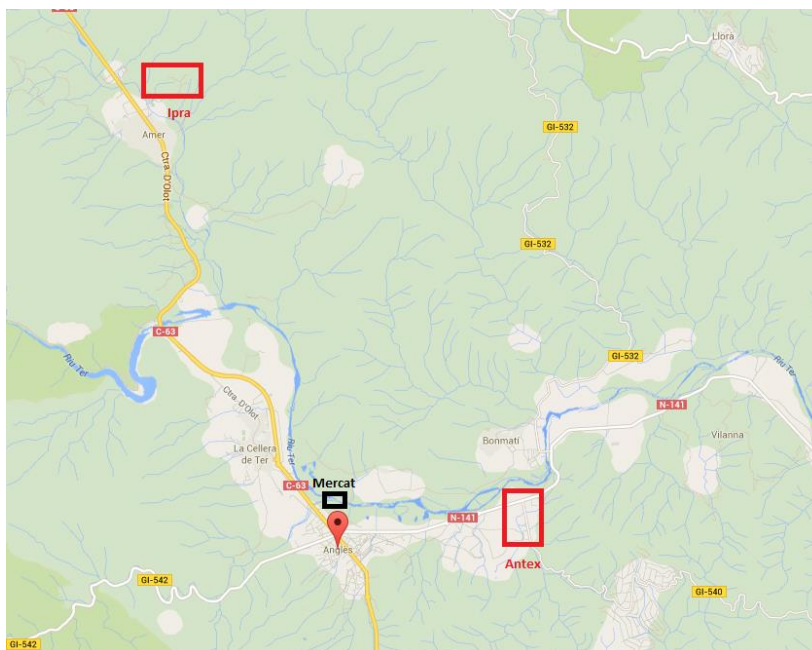 Llorà
Ipra
Amer
GI-532
Ctra. D'Olot
GI-532
C-63
Riu Ter
GI-532
Riu Ter
Ctra. D'Olot
N-141
La Cellera
de Ter
Riu Ter
Bonmatí
Vilanna
C-63
Mercat
N-141
Anglès
Antex
GI-542
GI-540
GI-542